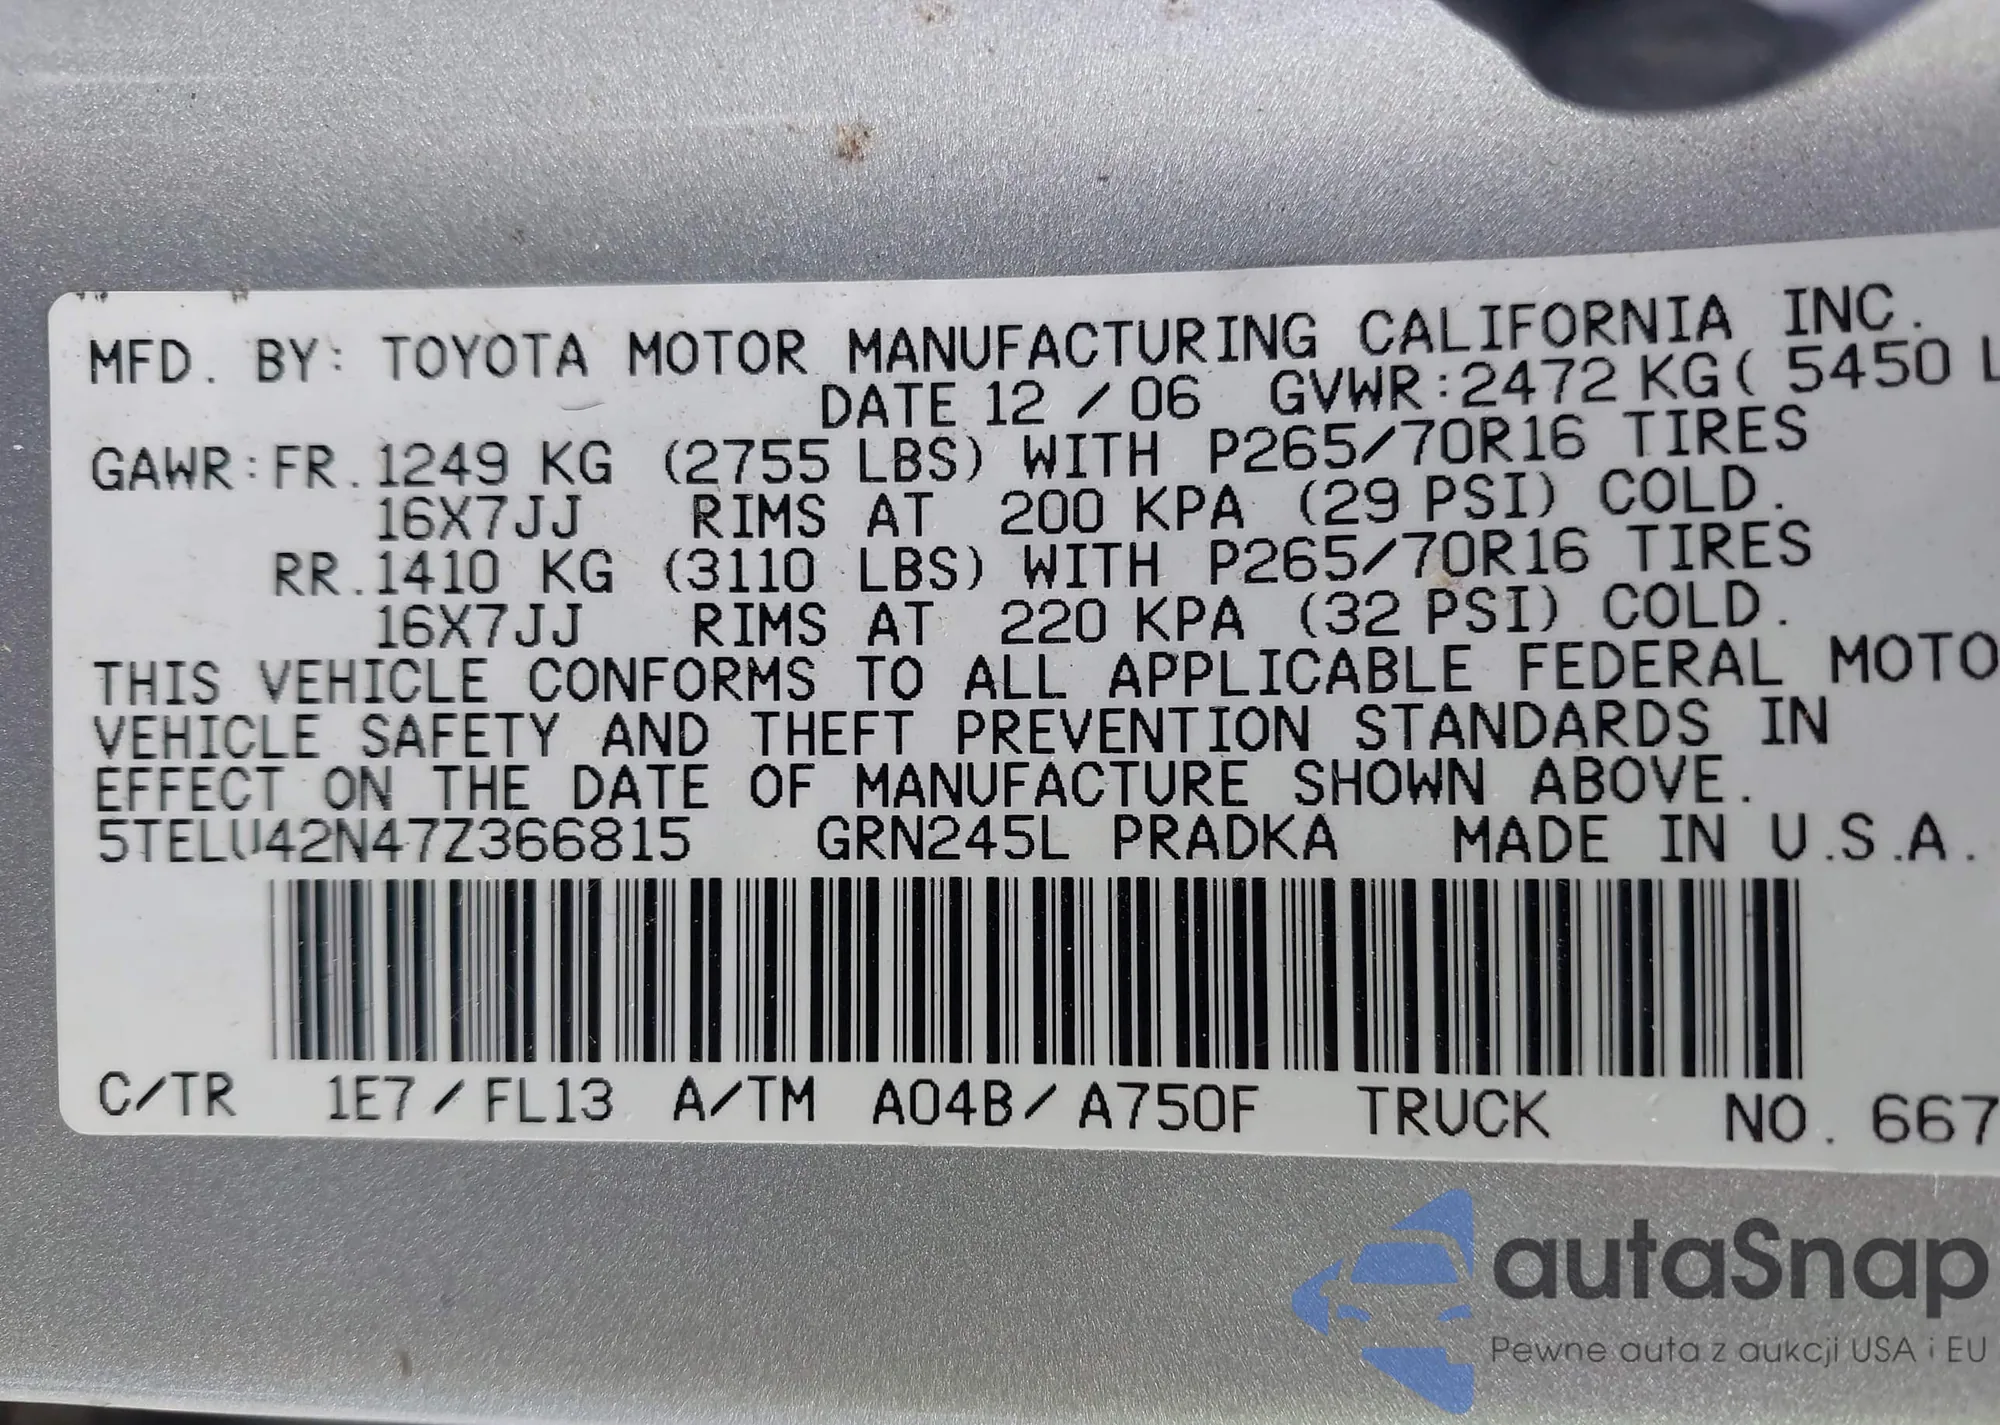 MFD. BY: TOYOTA MOTOR MANUFACTURING CALIFORNIA INC.
DATE 12 / 06 GVWR:2472 KG( 5450 L
GAWR:FR.1249 KG (2755 LBS) WITH P265/70R16 TIRES
16X7JJ RIMS AT 200 KPA (29 PSI) COLD.
RR.1410 KG (3110 LBS) WITH P265/70R16 TIRES
16X7JJ RIMS AT 220 KPA (32 PSI) COLD.
THIS VEHICLE CONFORMS TO ALL APPLICABLE FEDERAL MOTO
VEHICLE SAFETY AND THEFT PREVENTION STANDARDS IN
EFFECT ON THE DATE OF MANUFACTURE SHOWN ABOVE.
5TELU42N47Z366815 GRN245L PRADKA MADE IN U.S.A.
C/TR 1E7/FL13 A/TM A04B/A750F TRUCK NO. 667
autaSnap
Pewne auta z aukcji USA i EU